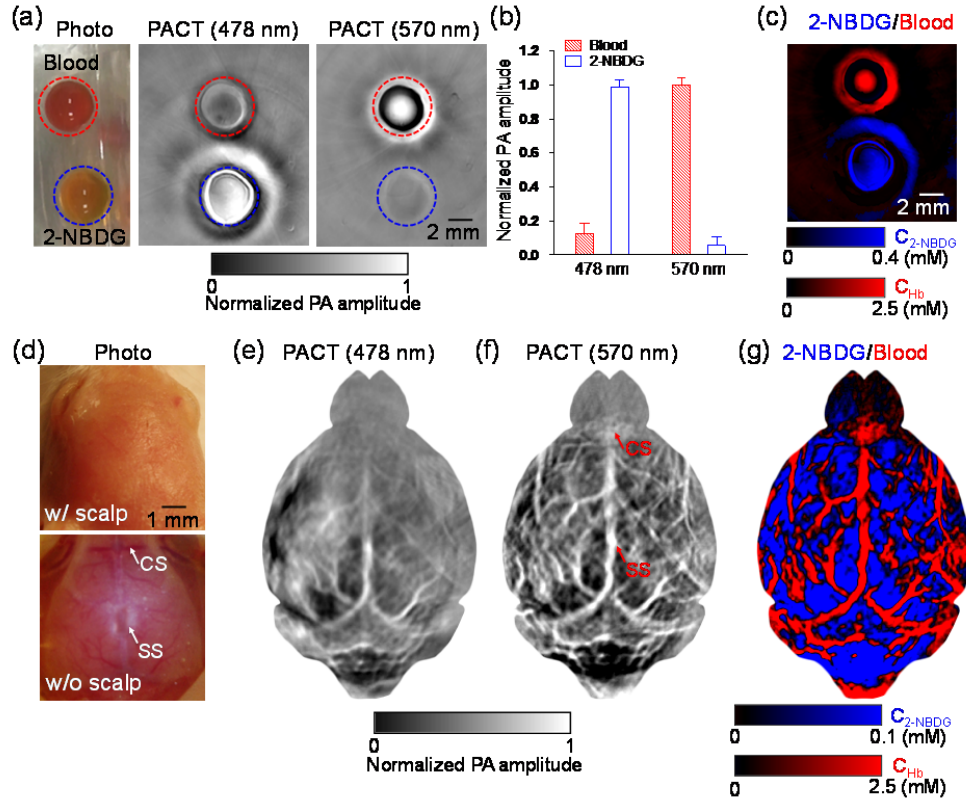 (a)
Photo
PACT (478 nm)
PACT (570 nm)
Blood
2-NBDG
2 mm
0
1
Normalized PA amplitude
(b)
Normalized PA amplitude
1.2
1.0
0.8
0.6
0.4
0.2
0.0
Blood
2-NBDG
478 nm
570 nm
(c)
2-NBDG/Blood
2 mm
C2-NBDG
0
0.4 (mM)
CHb
0
2.5 (mM)
(d)
Photo
w/ scalp
1 mm
CS
SS
w/o scalp
(e)
PACT (478 nm)
(f)
PACT (570 nm)
CS
SS
0
1
Normalized PA amplitude
(g)
2-NBDG/Blood
C2-NBDG
0
0.1 (mM)
CHb
0
2.5 (mM)